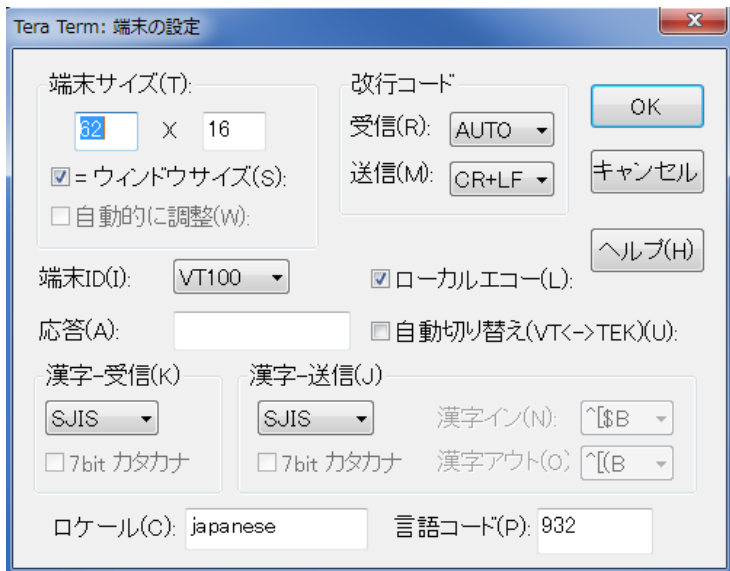 Tera Term: 端末の設定
端末サイズ(T):
62 X 16
= ウィンドウサイズ(S):
自動的に調整(W):
改行コード
受信(R): AUTO
送信(M): CR+LF
OK
キャンセル
ヘルプ(H)
端末ID(I): VT100
ローカルエコー(L):
応答(A):
自動切り替え(VT<->TEK)(U):
漢字-受信(K)
SJIS
7bit カタカナ
漢字-送信(J)
SJIS
7bit カタカナ
漢字イン(N): ^[$B
漢字アウト(O) ^[(B
ロケール(C): japanese
言語コード(P): 932